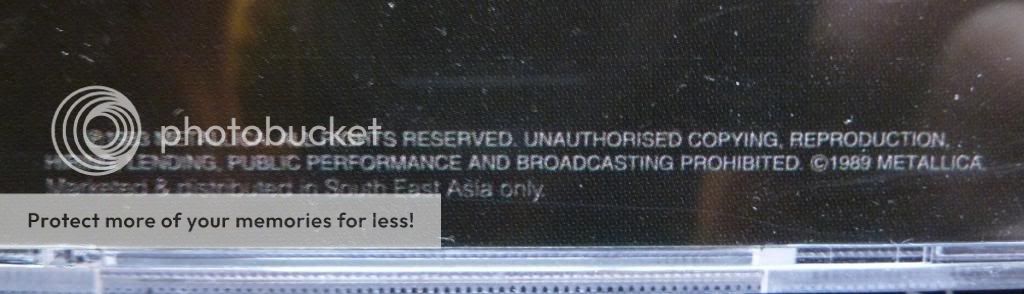 photobucket
RESERVED. UNAUTHORISED COPYING, REPRODUCTION,
LENDING, PUBLIC PERFORMANCE AND BROADCASTING PROHIBITED. ©1989 METALLICA.
Marketed & distributed in South East Asia only.
Protect more of your memories for less!